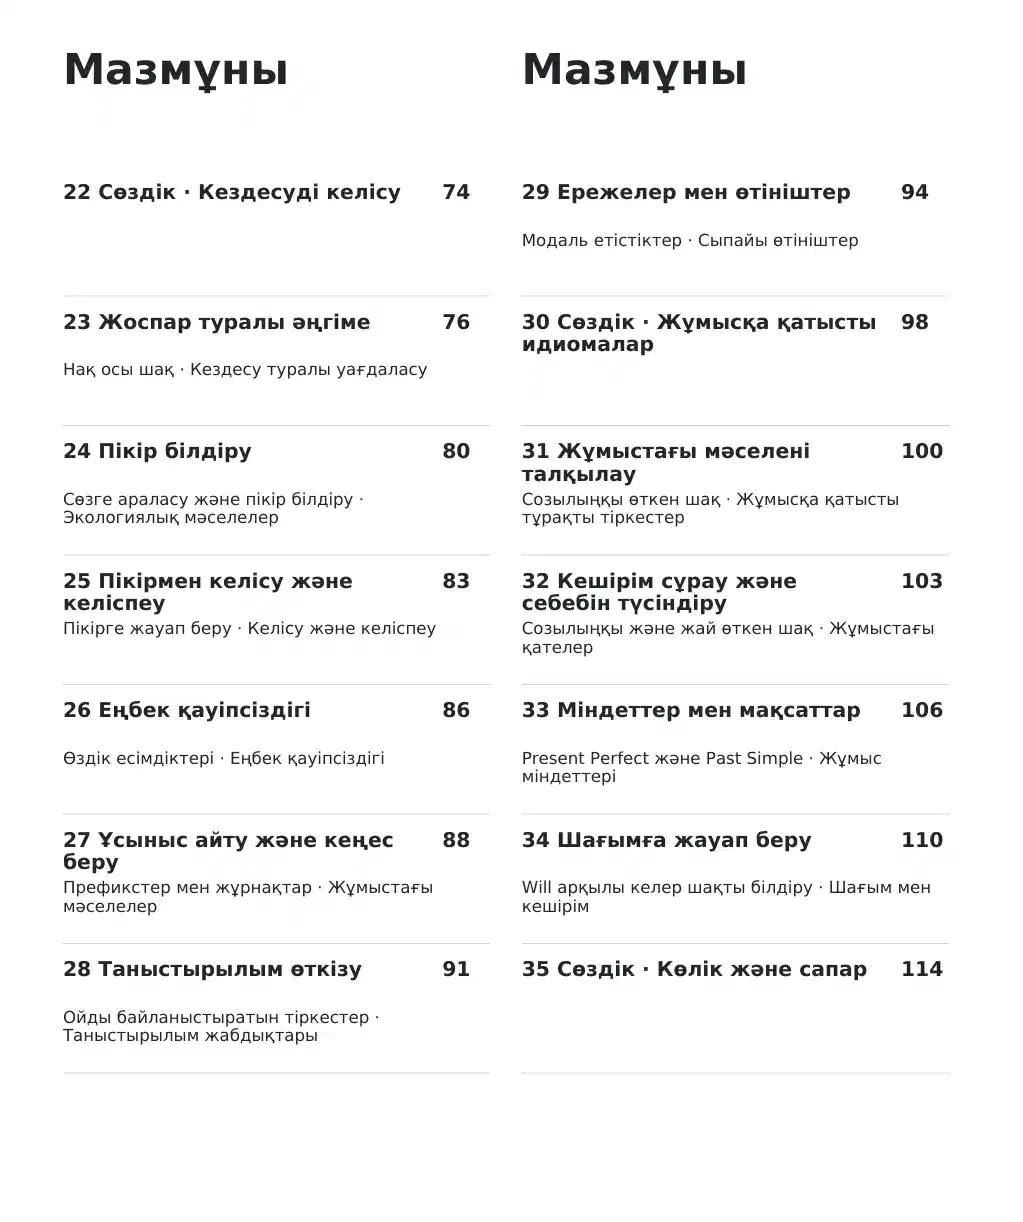 Мазмұны
22 Сөздік · Кездесуді келісу 74
23 Жоспар туралы әңгіме 76
Нақ осы шақ · Кездесу туралы уағдаласу
24 Пікір білдіру 80
Сөзге араласу және пікір білдіру ·
Экологиялық мәселелер
25 Пікірмен келісу және 83
келіспеу
Пікірге жауап беру · Келісу және келіспеу
26 Еңбек қауіпсіздігі 86
Өздік есімдіктері · Еңбек қауіпсіздігі
27 Ұсыныс айту және кеңес 88
беру
Префикстер мен жұрнақтар · Жұмыстағы
мәселелер
28 Таныстырылым өткізу 91
Ойды байланыстыратын тіркестер ·
Таныстырылым жабдықтары
Мазмұны
29 Ережелер мен өтініштер 94
Модаль етістіктер · Сыпайы өтініштер
30 Сөздік · Жұмысқа қатысты 98
идиомалар
31 Жұмыстағы мәселені 100
талқылау
Созылыңқы өткен шақ · Жұмысқа қатысты
тұрақты тіркестер
32 Кешірім сұрау және 103
себебін түсіндіру
Созылыңқы және жай өткен шақ · Жұмыстағы
қателер
33 Міндеттер мен мақсаттар 106
Present Perfect және Past Simple · Жұмыс
міндеттері
34 Шағымға жауап беру 110
Will арқылы келер шақты білдіру · Шағым мен
кешірім
35 Сөздік · Көлік және сапар 114